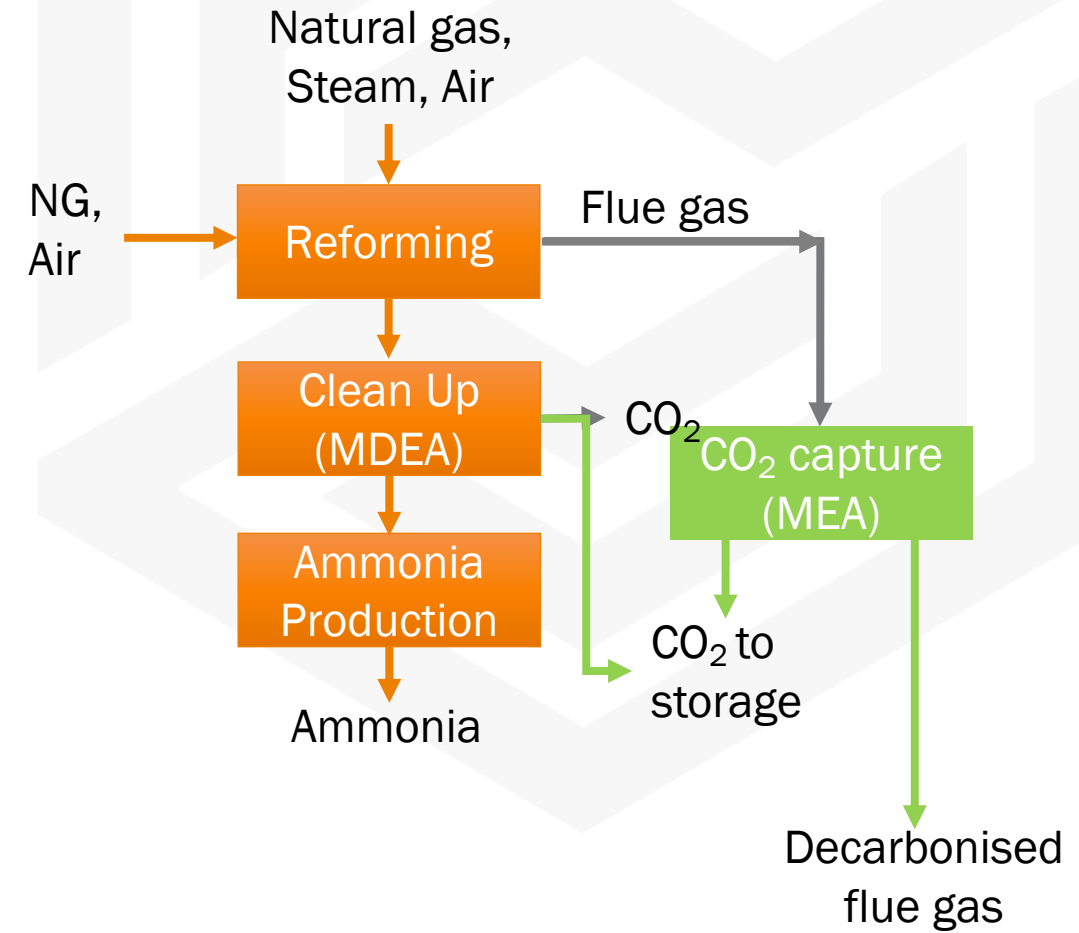 Natural gas,
Steam, Air
NG,
Air
Reforming
Flue gas
Clean Up
(MDEA)
CO₂
CO₂ capture
(MEA)
Ammonia
Production
CO₂ to
storage
Ammonia
Decarbonised
flue gas